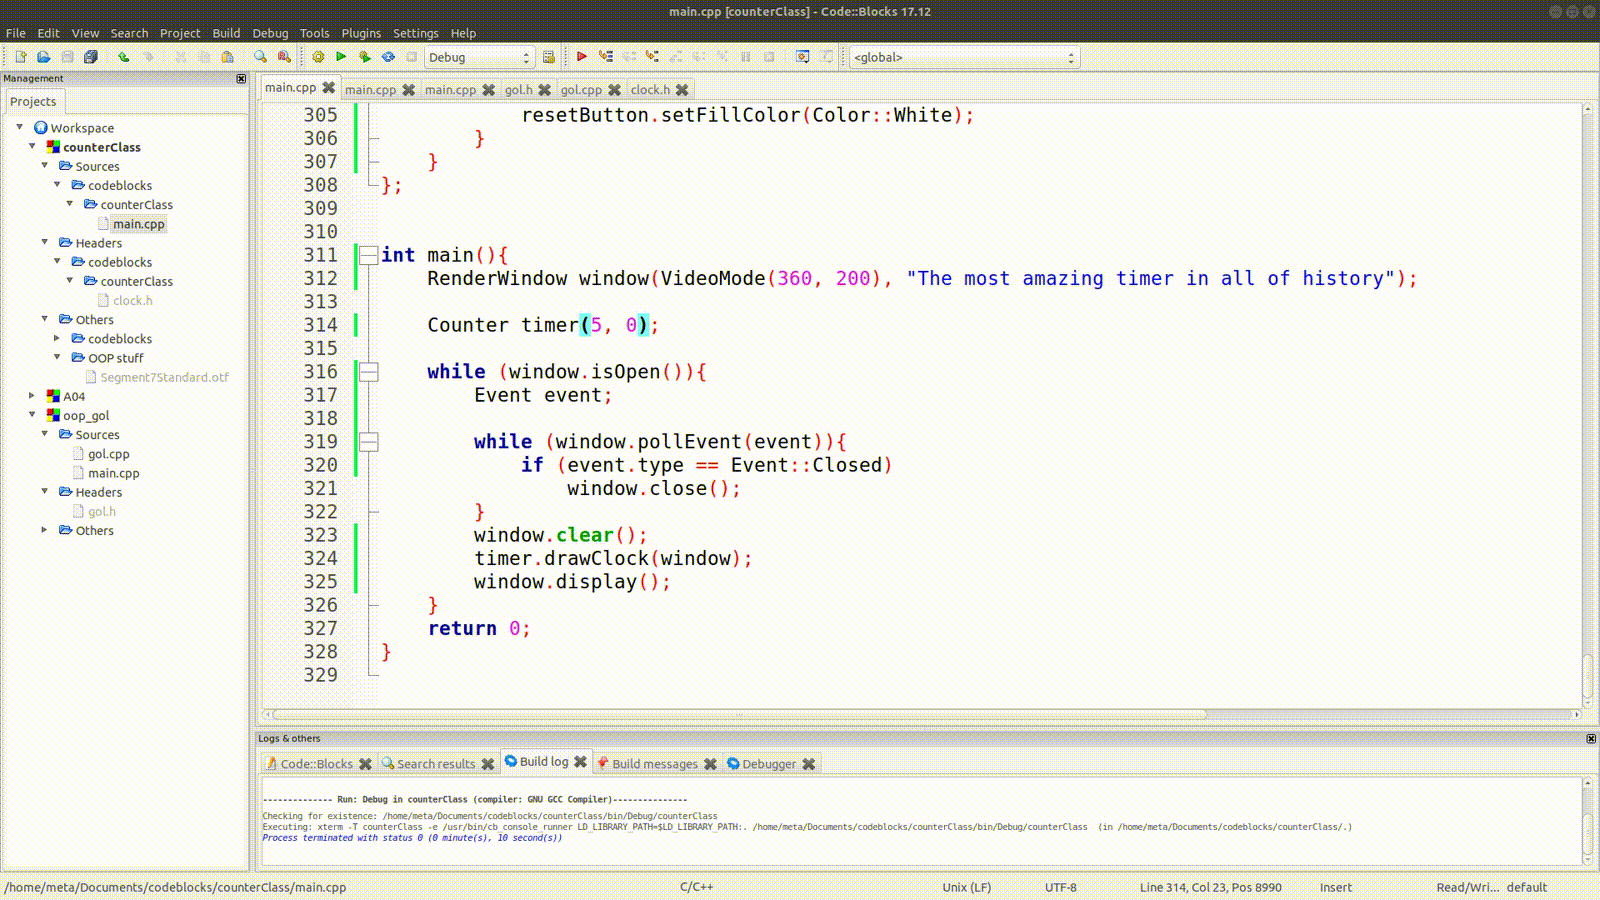 main.cpp [counterClass] - Code::Blocks 17.12
File Edit View Search Project Build Debug Tools Plugins Settings Help
Debug <global>
Management
Projects
Workspace
counterClass
Sources
codeblocks
counterClass
main.cpp
Headers
codeblocks
counterClass
clock.h
Others
codeblocks
OOP stuff
Segment7Standard.otf
A04
oop_gol
Sources
gol.cpp
main.cpp
Headers
gol.h
Others
main.cpp main.cpp main.cpp gol.h gol.cpp clock.h
305 resetButton.setFillColor(Color::White);
306 }
307 }
308 };
309
310
311 int main(){
312 RenderWindow window(VideoMode(360, 200), "The most amazing timer in all of history");
313
314 Counter timer(5, 0);
315
316 while (window.isOpen()){
317 Event event;
318
319 while (window.pollEvent(event)){
320 if (event.type == Event::Closed)
321 window.close();
322 }
323 window.clear();
324 timer.drawClock(window);
325 window.display();
326 }
327 return 0;
328 }
329
Logs & others
Code::Blocks Search results Build log Build messages Debugger
-------------- Run: Debug in counterClass (compiler: GNU GCC Compiler)---------------
Checking for existence: /home/meta/Documents/codeblocks/counterClass/bin/Debug/counterClass
Executing: xterm -T counterClass -e /usr/bin/cb_console_runner LD_LIBRARY_PATH=$LD_LIBRARY_PATH:. /home/meta/Documents/codeblocks/counterClass/bin/Debug/counterClass (in /home/meta/Documents/codeblocks/counterClass/.)
Process terminated with status 0 (0 minute(s), 10 second(s))
/home/meta/Documents/codeblocks/counterClass/main.cpp C/C++ Unix (LF) UTF-8 Line 314, Col 23, Pos 8990 Insert Read/Wri... default